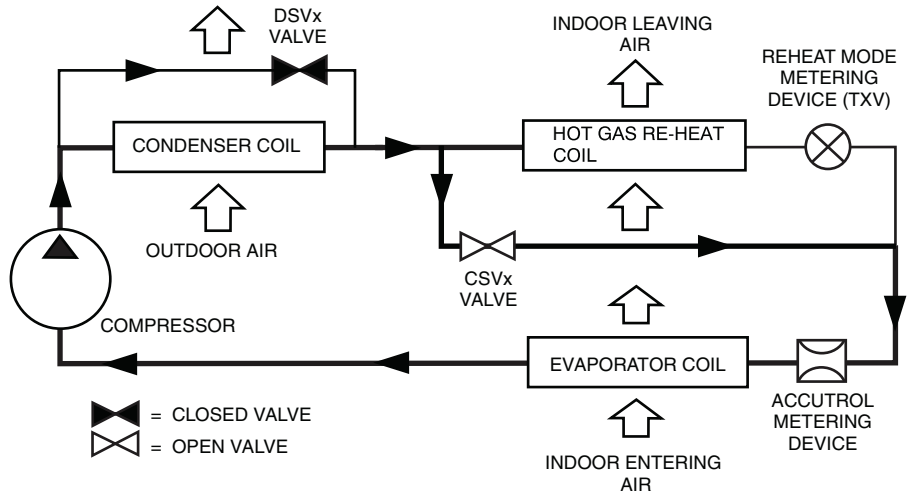 DSVx
VALVE
INDOOR LEAVING
AIR
REHEAT MODE
METERING
DEVICE (TXV)
CONDENSER COIL
HOT GAS RE-HEAT
COIL
OUTDOOR AIR
CSVx
VALVE
COMPRESSOR
EVAPORATOR COIL
ACCUTROL
METERING
DEVICE
= CLOSED VALVE
= OPEN VALVE
INDOOR ENTERING
AIR